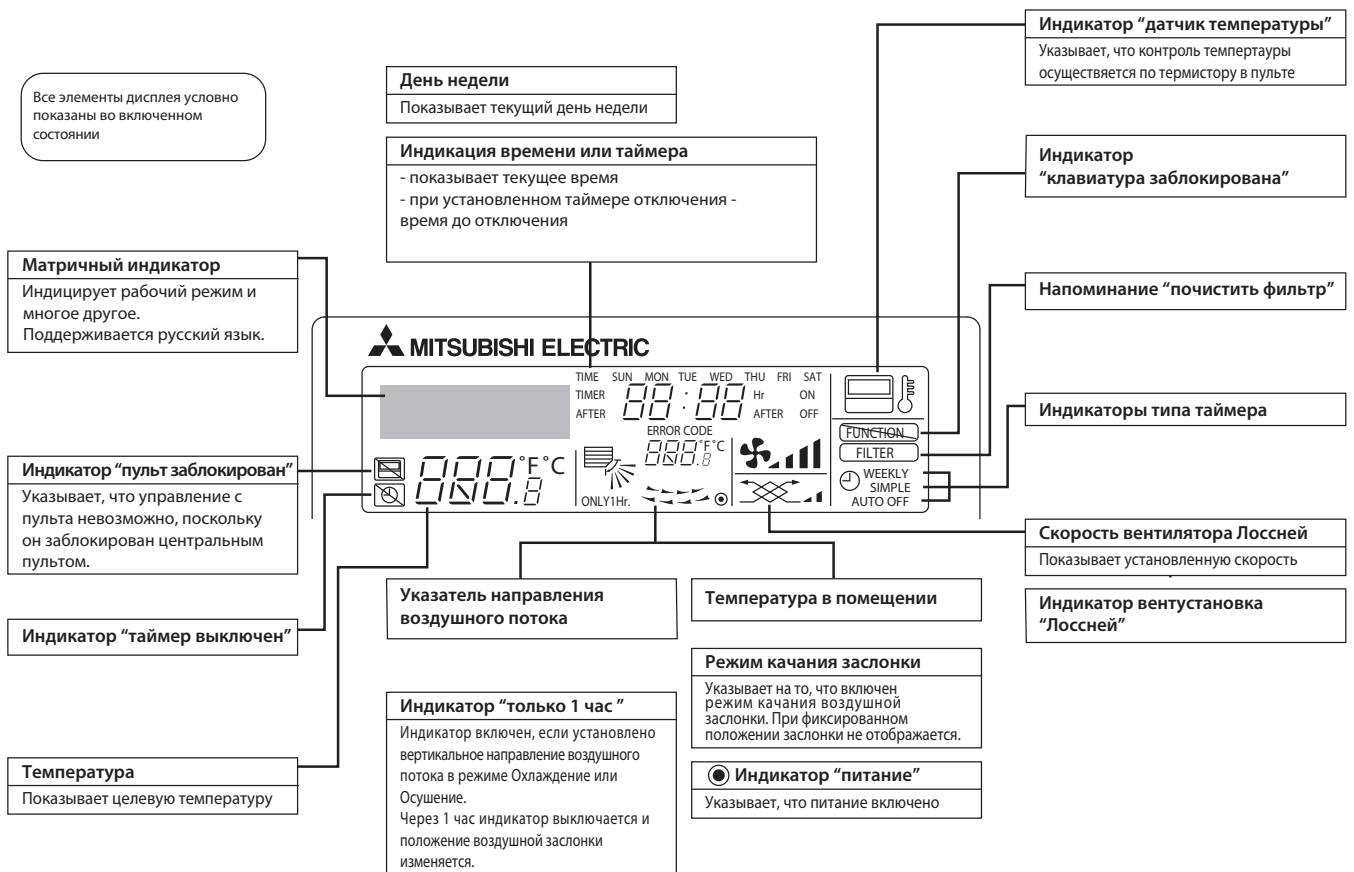 Все элементы дисплея условно
показаны во включенном
состоянии
День недели
Показывает текущий день недели
Индикация времени или таймера
- показывает текущее время
- при установленном таймере отключения -
время до отключения
Индикатор “датчик температуры”
Указывает, что контроль темпертауры
осуществяется по термистору в пульте
Индикатор
“клавиатура заблокирована”
Матричный индикатор
Индицирует рабочий режим и
многое другое.
Поддерживается русский язык.
Напоминание “почистить фильтр”
MITSUBISHI ELECTRIC
TIME SUN MON TUE WED THU FRI SAT
TIMER 88:88 Hr ON
AFTER AFTER OFF
ERROR CODE
888.8 °F°C
888.8 °F°C
ONLY1Hr.
FUNCTION
FILTER
WEEKLY
SIMPLE
AUTO OFF
Индикаторы типа таймера
Индикатор “пульт заблокирован”
Указывает, что управление с
пульта невозможно, поскольку
он заблокирован центральным
пультом.
Индикатор “таймер выключен”
Температура
Показывает целевую температуру
Указатель направления
воздушного потока
Температура в помещении
Скорость вентилятора Лоссней
Показывает установленную скорость
Индикатор вентустановка
“Лоссней”
Индикатор “только 1 час ”
Индикатор включен, если установлено
вертикальное направление воздушного
потока в режиме Охлаждение или
Осушение.
Через 1 час индикатор выключается и
положение воздушной заслонки
изменяется.
Режим качания заслонки
Указывает на то, что включен
режим качания воздушной
заслонки. При фиксированном
положении заслонки не отображается.
Индикатор “питание”
Указывает, что питание включено